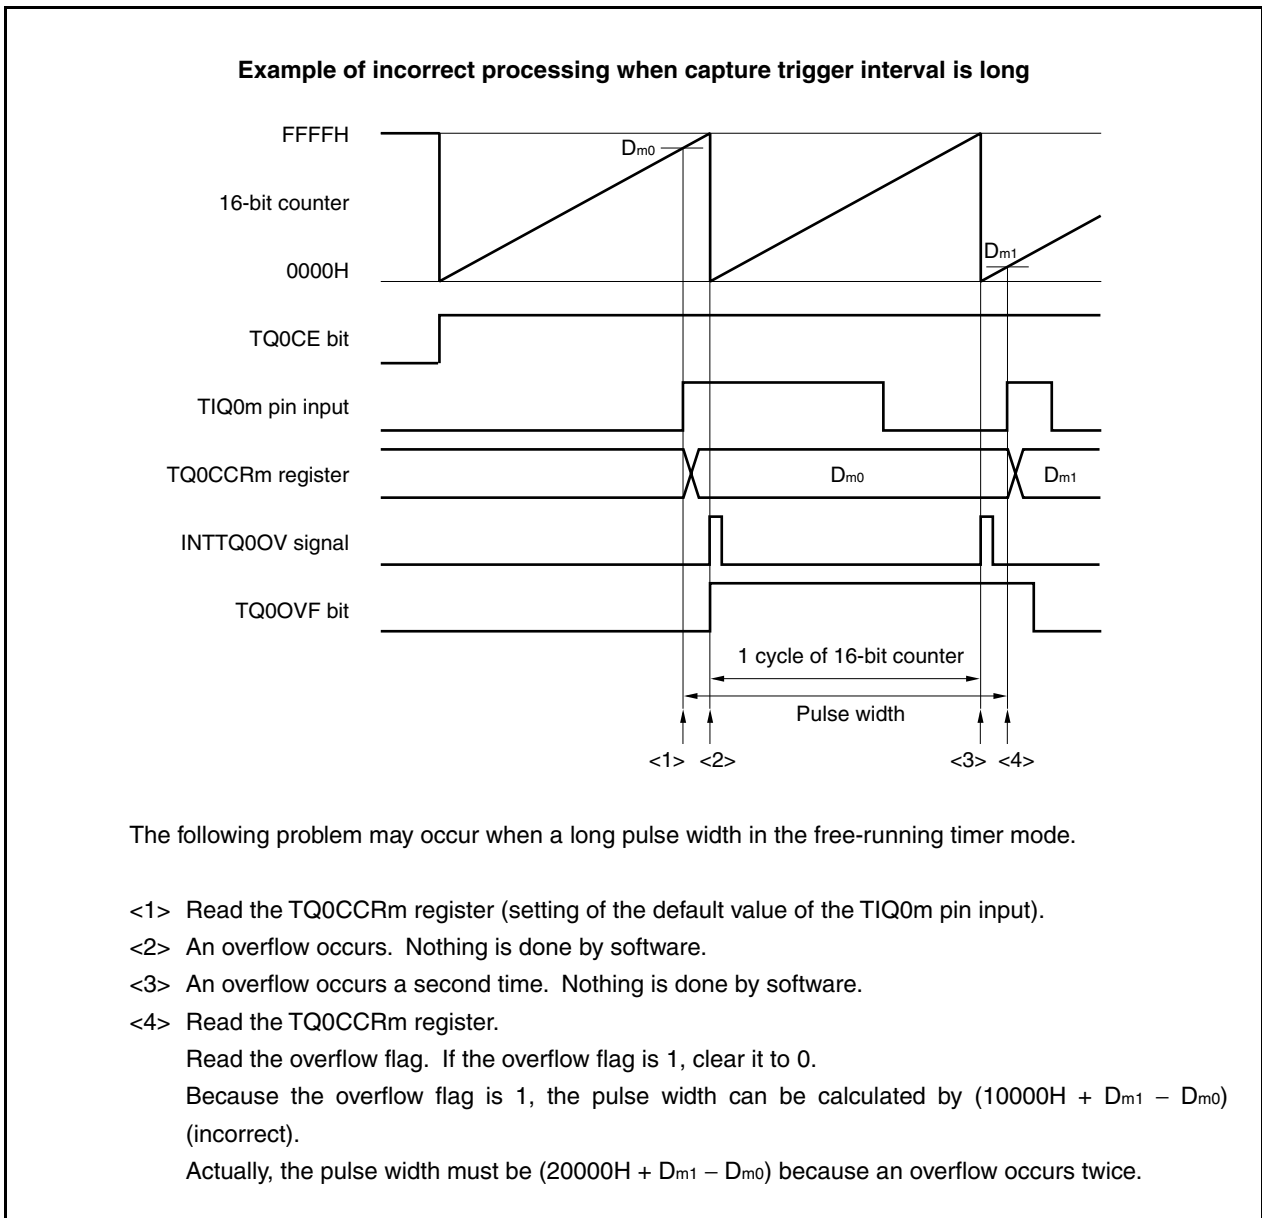 Example of incorrect processing when capture trigger interval is long
FFFFH
Dm0
16-bit counter
Dm1
0000H
TQ0CE bit
TIQ0m pin input
TQ0CCRm register
Dm0
Dm1
INTTQ0OV signal
TQ0OVF bit
1 cycle of 16-bit counter
Pulse width
<1> <2> <3> <4>
The following problem may occur when a long pulse width in the free-running timer mode.
<1> Read the TQ0CCRm register (setting of the default value of the TIQ0m pin input).
<2> An overflow occurs. Nothing is done by software.
<3> An overflow occurs a second time. Nothing is done by software.
<4> Read the TQ0CCRm register.
Read the overflow flag. If the overflow flag is 1, clear it to 0.
Because the overflow flag is 1, the pulse width can be calculated by (10000H + Dm1 − Dm0)
(incorrect).
Actually, the pulse width must be (20000H + Dm1 − Dm0) because an overflow occurs twice.